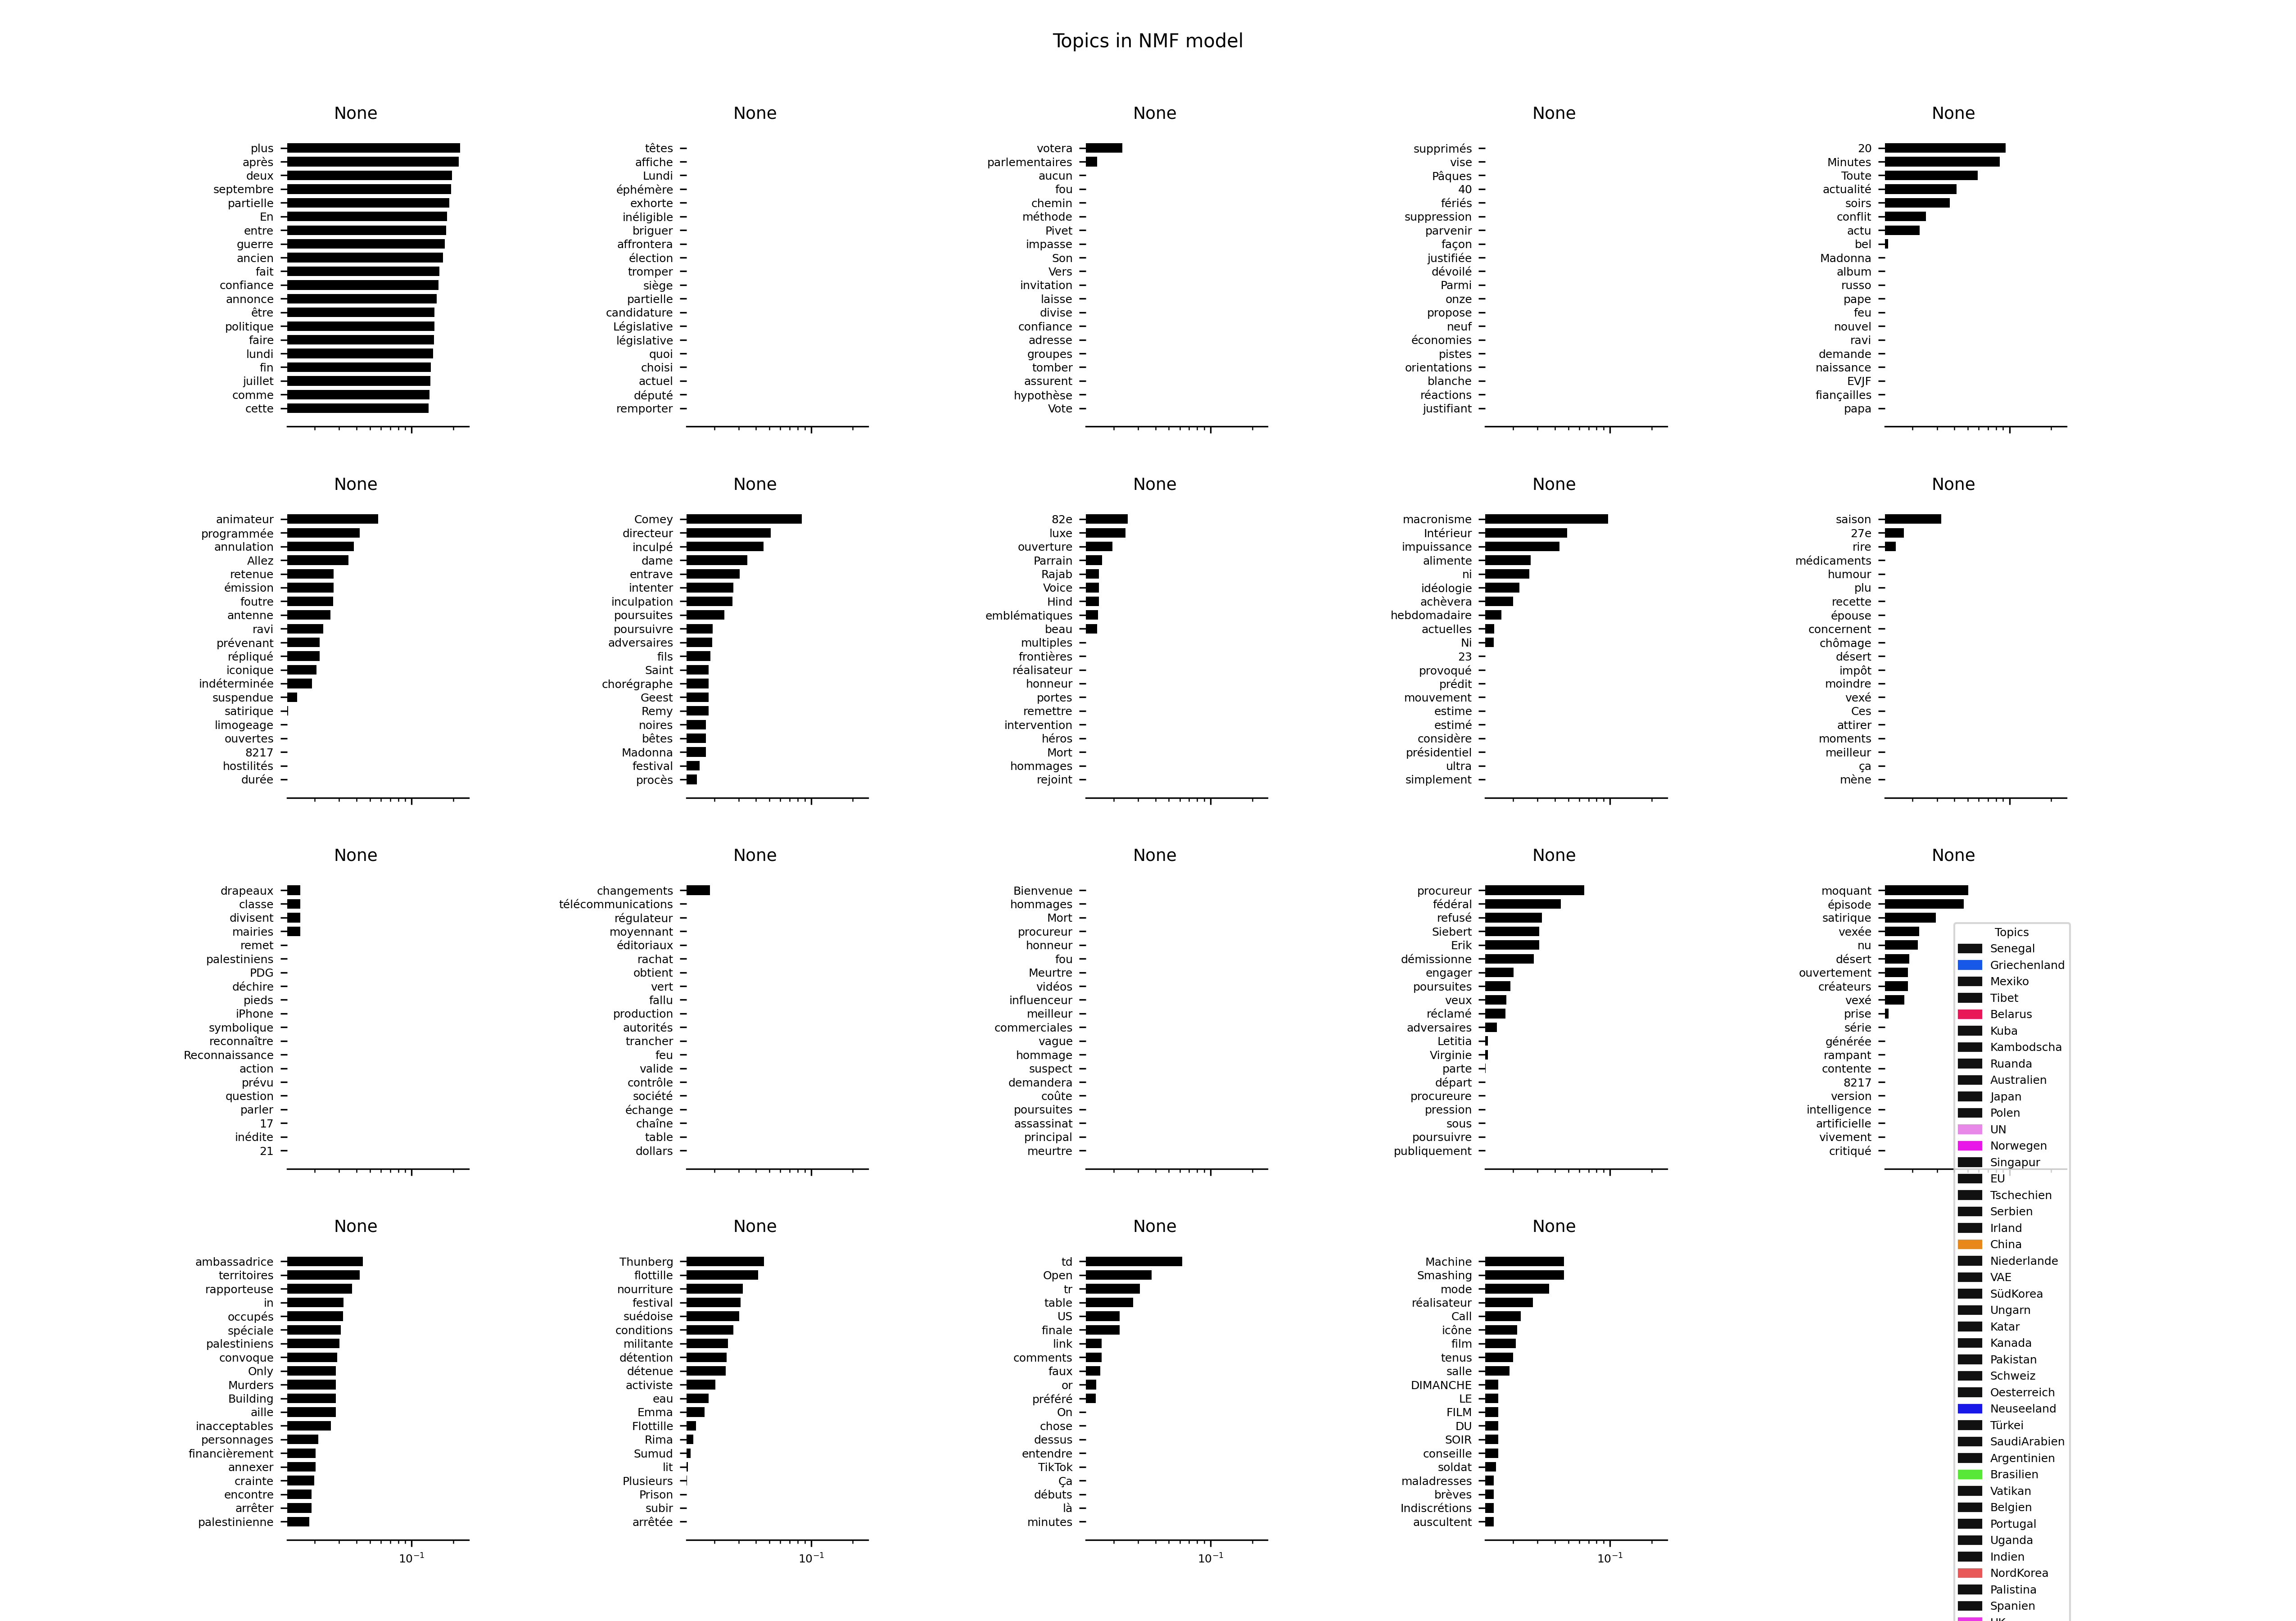 Topics in NMF model
None
plus
après
deux
septembre
partielle
En
entre
guerre
ancien
fait
confiance
annonce
être
politique
faire
lundi
fin
juillet
comme
cette
None
têtes
affiche
Lundi
éphémère
exhorte
inéligible
briguer
affrontera
élection
tromper
siège
partielle
candidature
Législative
législative
quoi
choisi
actuel
député
remporter
None
votera
parlementaires
aucun
fou
chemin
méthode
Pivet
impasse
Son
Vers
invitation
laisse
divise
confiance
adresse
groupes
tomber
assurent
hypothèse
Vote
None
supprimés
vise
Pâques
40
fériés
suppression
parvenir
façon
justifiée
dévoilé
Parmi
onze
propose
neuf
économies
pistes
orientations
blanche
réactions
justifiant
None
20
Minutes
Toute
actualité
soirs
conflit
actu
bel
Madonna
album
russo
pape
feu
nouvel
ravi
demande
naissance
EVJF
fiançailles
papa
None
animateur
programmée
annulation
Allez
retenue
émission
foutre
antenne
ravi
prévenant
répliqué
iconique
indéterminée
suspendue
satirique
limogeage
ouvertes
8217
hostilités
durée
None
Comey
directeur
inculpé
dame
entrave
intenter
inculpation
poursuites
poursuivre
adversaires
fils
Saint
chorégraphe
Geest
Remy
noires
bêtes
Madonna
festival
procès
None
82e
luxe
ouverture
Parrain
Rajab
Voice
Hind
emblématiques
beau
multiples
frontières
réalisateur
honneur
portes
remettre
intervention
héros
Mort
hommages
rejoint
None
macronisme
Intérieur
impuissance
alimente
ni
idéologie
achèvera
hebdomadaire
actuelles
Ni
23
provoqué
prédit
mouvement
estime
estimé
considère
présidentiel
ultra
simplement
None
saison
27e
rire
médicaments
humour
plu
recette
épouse
concernent
chômage
désert
impôt
moindre
vexé
Ces
attirer
moments
meilleur
ça
mène
None
drapeaux
classe
divisent
mairies
remet
palestiniens
PDG
déchire
pieds
iPhone
symbolique
reconnaître
Reconnaissance
action
prévu
question
parler
17
inédite
21
None
changements
télécommunications
régulateur
moyennant
éditoriaux
rachat
obtient
vert
fallu
production
autorités
trancher
feu
valide
contrôle
société
échange
chaîne
table
dollars
None
Bienvenue
hommages
Mort
procureur
honneur
fou
Meurtre
vidéos
influenceur
meilleur
commerciales
vague
hommage
suspect
demandera
coûte
poursuites
assassinat
principal
meurtre
None
procureur
fédéral
refusé
Siebert
Erik
démissionne
engager
poursuites
veux
réclamé
adversaires
Letitia
Virginie
parte
départ
procureure
pression
sous
poursuivre
publiquement
None
moquant
épisode
satirique
vexée
nu
désert
ouvertement
créateurs
vexé
prise
série
générée
rampant
contente
8217
version
intelligence
artificielle
vivement
critiqué
None
ambassadrice
territoires
rapporteuse
in
occupés
spéciale
palestiniens
convoque
Only
Murders
Building
aille
inacceptables
personnages
financièrement
annexer
crainte
encontre
arrêter
palestinienne
10⁻¹
None
Thunberg
flottille
nourriture
festival
suédoise
conditions
militante
détention
détenue
activiste
eau
Emma
Flottille
Rima
Sumud
lit
Plusieurs
Prison
subir
arrêtée
10⁻¹
None
td
Open
tr
table
US
finale
link
comments
faux
or
préféré
On
chose
dessus
entendre
TikTok
Ça
débuts
là
minutes
10⁻¹
None
Machine
Smashing
mode
réalisateur
Call
icône
film
tenus
salle
DIMANCHE
LE
FILM
DU
SOIR
conseille
soldat
maladresses
brèves
Indiscrétions
auscultent
10⁻¹
Topics
Senegal
Griechenland
Mexiko
Tibet
Belarus
Kuba
Kambodscha
Ruanda
Australien
Japan
Polen
UN
Norwegen
Singapur
EU
Tschechien
Serbien
Irland
China
Niederlande
VAE
SüdKorea
Ungarn
Katar
Kanada
Pakistan
Schweiz
Oesterreich
Neuseeland
Türkei
SaudiArabien
Argentinien
Brasilien
Vatikan
Belgien
Portugal
Uganda
Indien
NordKorea
Palistina
Spanien